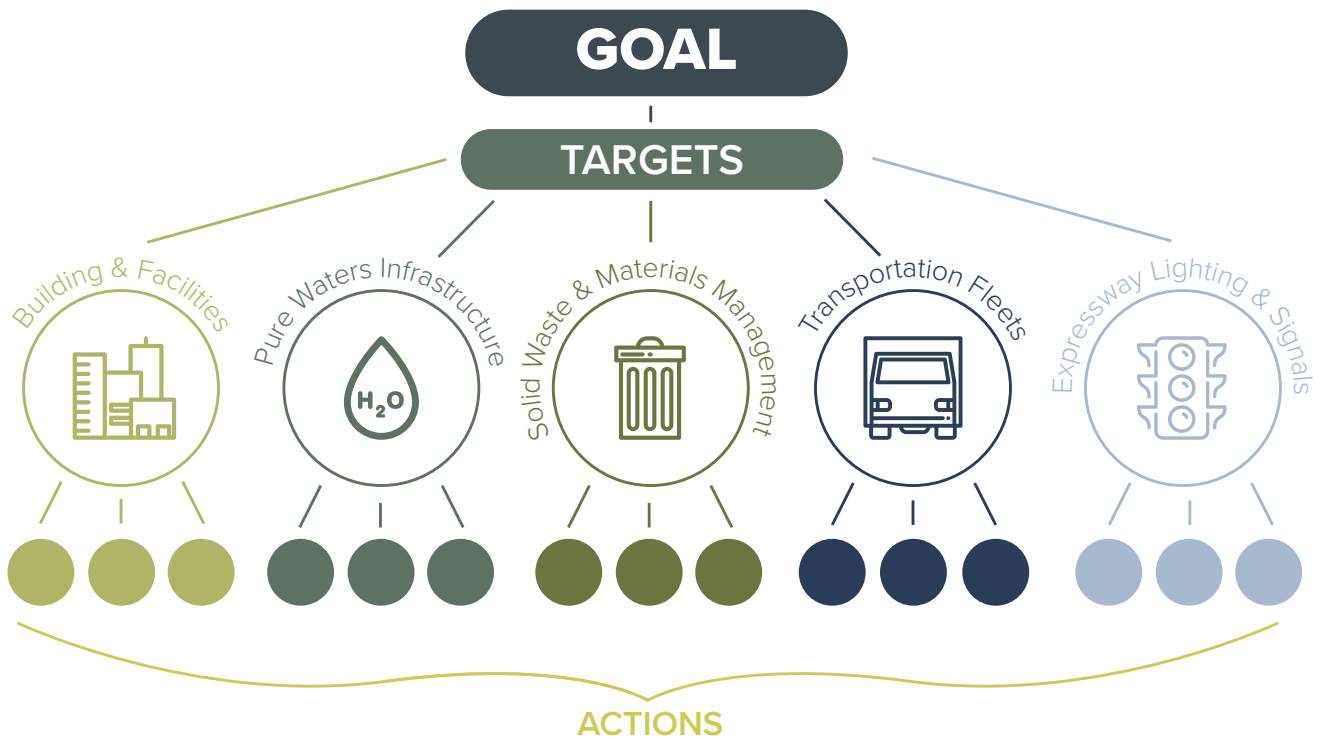 GOAL
TARGETS
Building & Facilities
Pure Waters Infrastructure
Solid Waste & Materials Management
Transportation Fleets
Expressway Lighting & Signals
H2O
ACTIONS